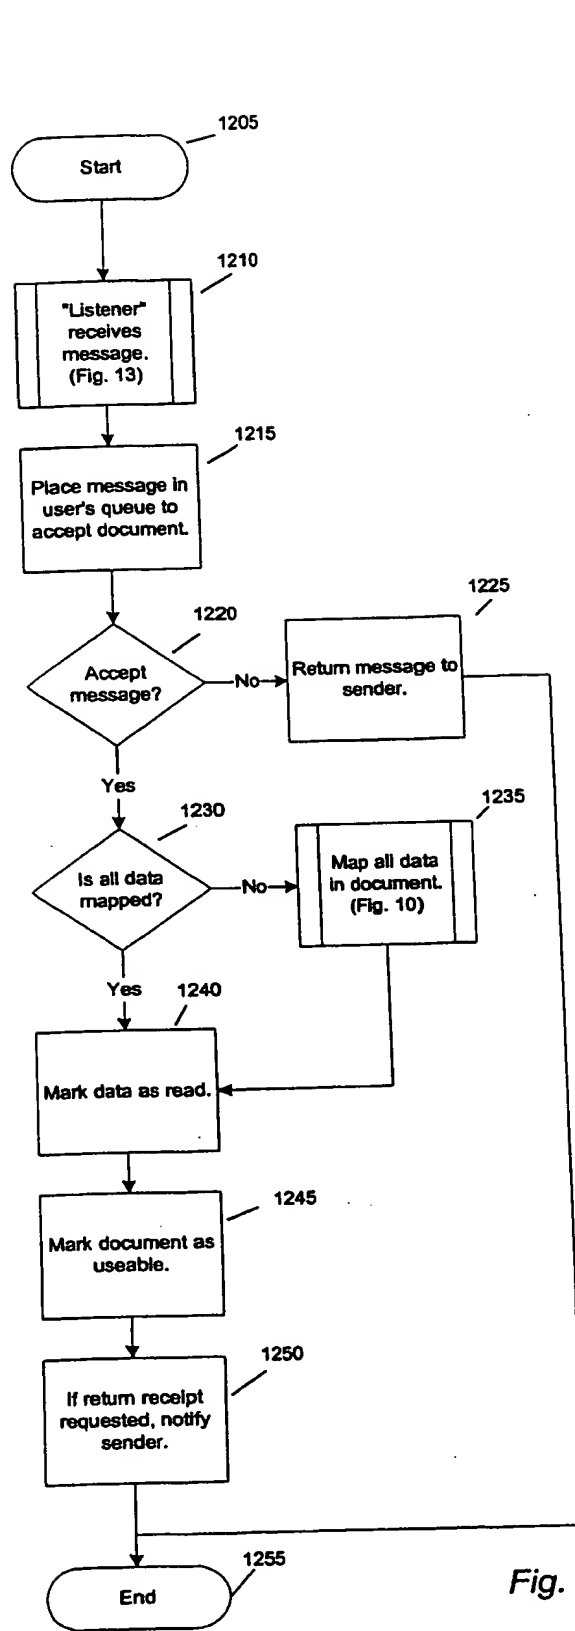 1205
Start
1210
"Listener"
receives
message.
(Fig. 13)
1215
Place message in
user's queue to
accept document.
1220
Accept
message?
No
1225
Return message to
sender.
Yes
1230
Is all data
mapped?
No
1235
Map all data
in document.
(Fig. 10)
Yes
1240
Mark data as read.
1245
Mark document as
useable.
1250
If return receipt
requested, notify
sender.
1255
End
Fig.